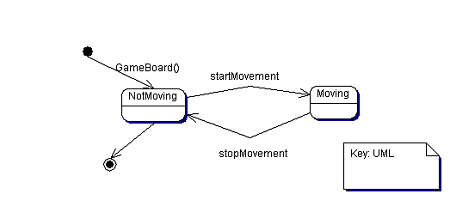 GameBoard()
startMovement
NotMoving
Moving
stopMovement
Key: UML